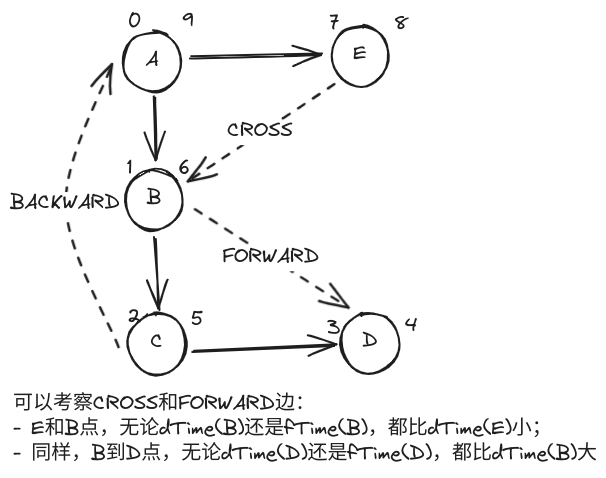 0 9 7 8
A E
CROSS
1 6
BACKWARD B
FORWARD
2 5 3 4
C D
可以考察CROSS和FORWARD边：
- E和B点，无论dTime(B)还是fTime(B)，都比dTime(E)小；
- 同样，B到D点，无论dTime(D)还是fTime(D)，都比dTime(B)大